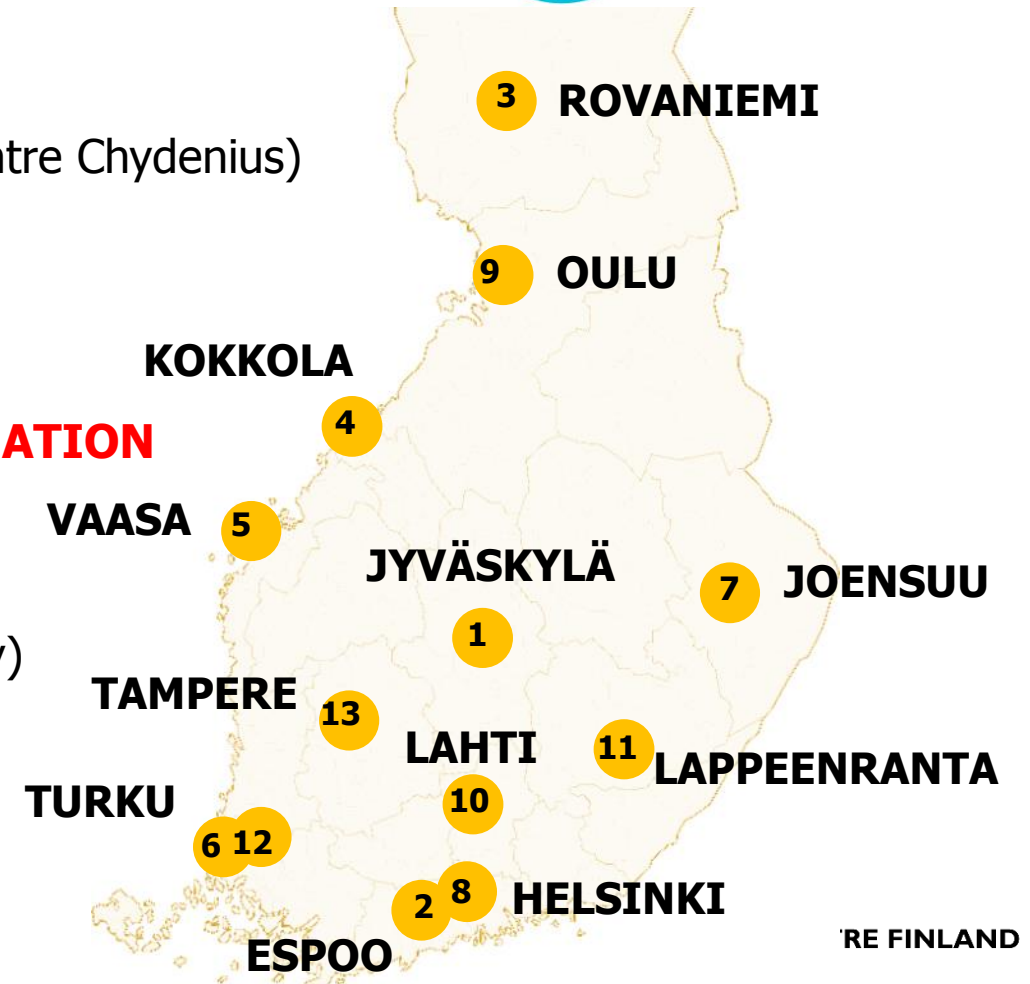 3 ROVANIEMI
ntre Chydenius)
9 OULU
KOKKOLA
4
ATION
VAASA 5
JYVÄSKYLÄ
7 JOENSUU
1
y)
TAMPERE
13
LAHTI
11
LAPPEENRANTA
TURKU
10
6 12
2 8 HELSINKI
ESPOO
RE FINLAND